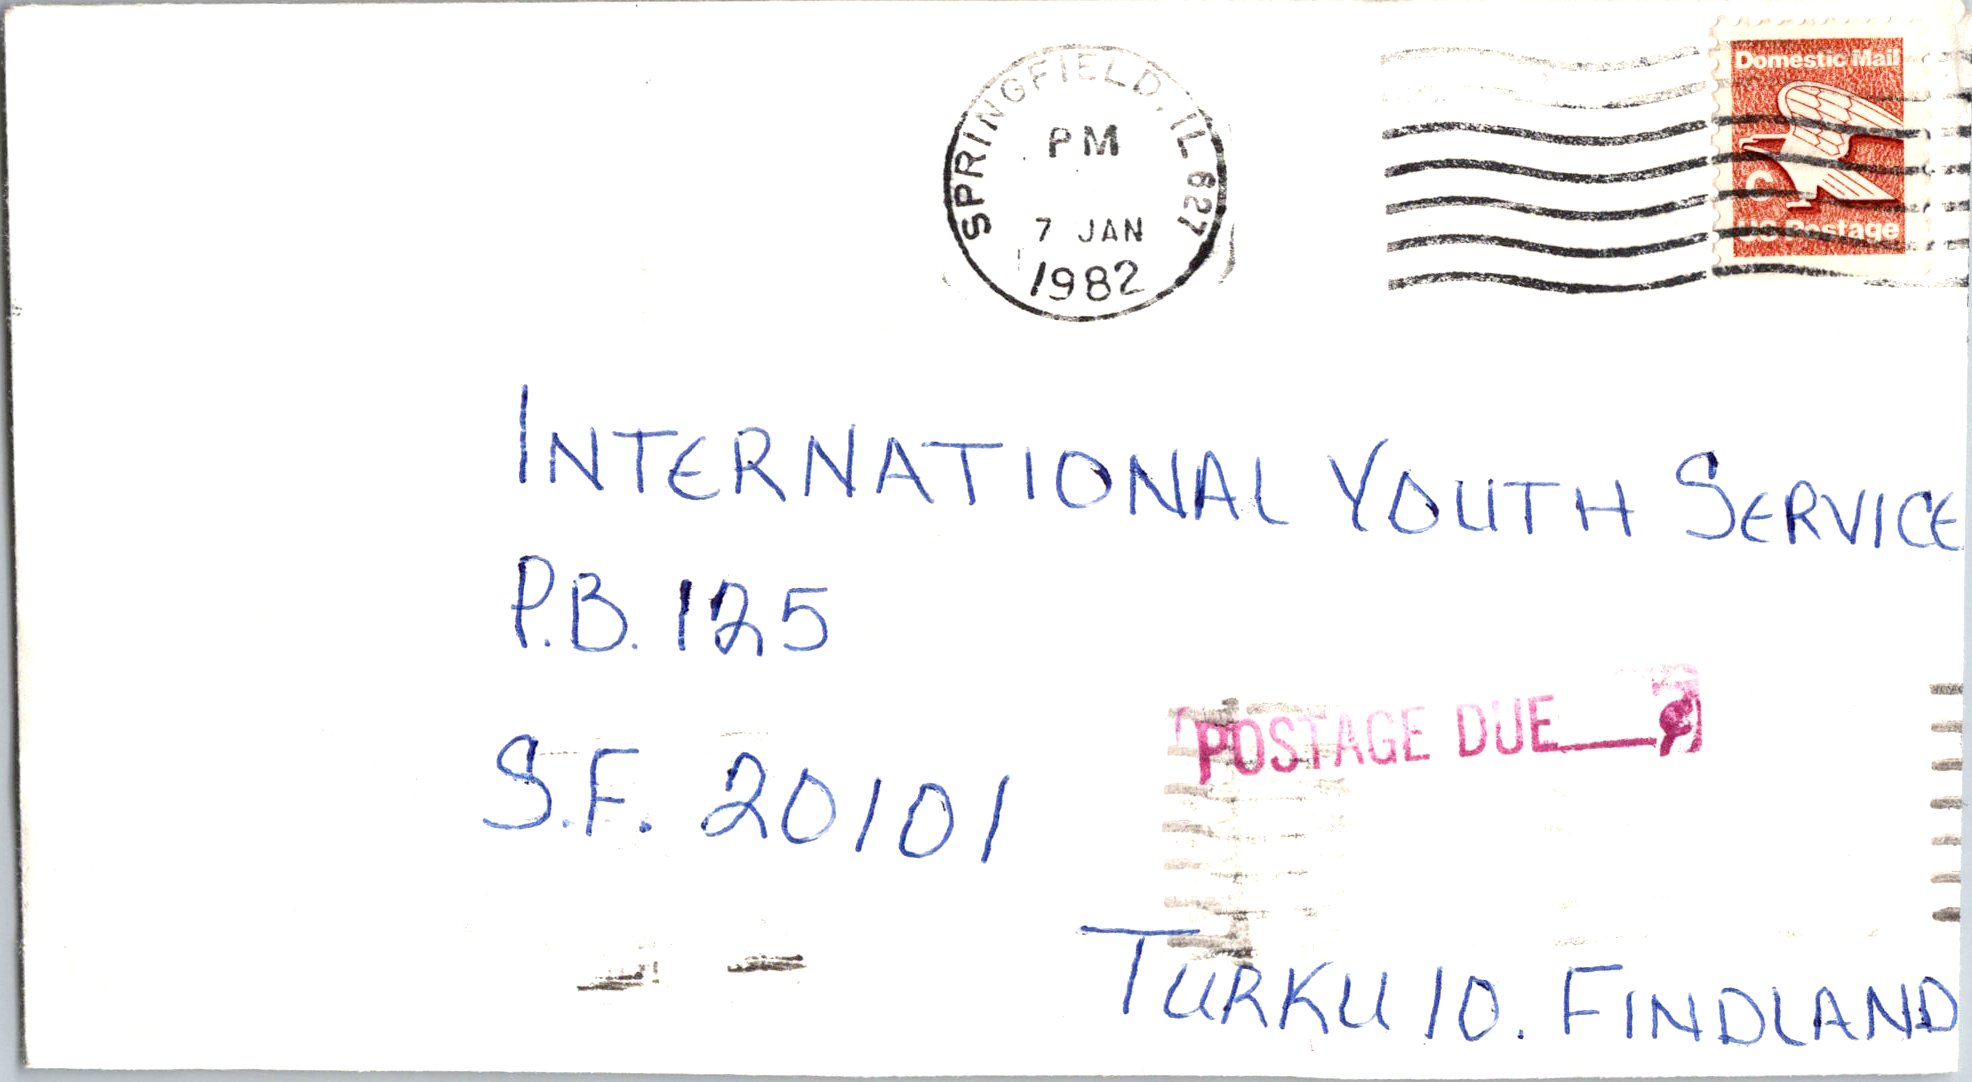 SPRINGFIELD, IL 627
PM
7 JAN
1982
Domestic Mail
C
US Postage
INTERNATIONAL YOUTH SERVICE
P.B. 125
POSTAGE DUE
S.F. 20101
TURKU 10. FINDLAND